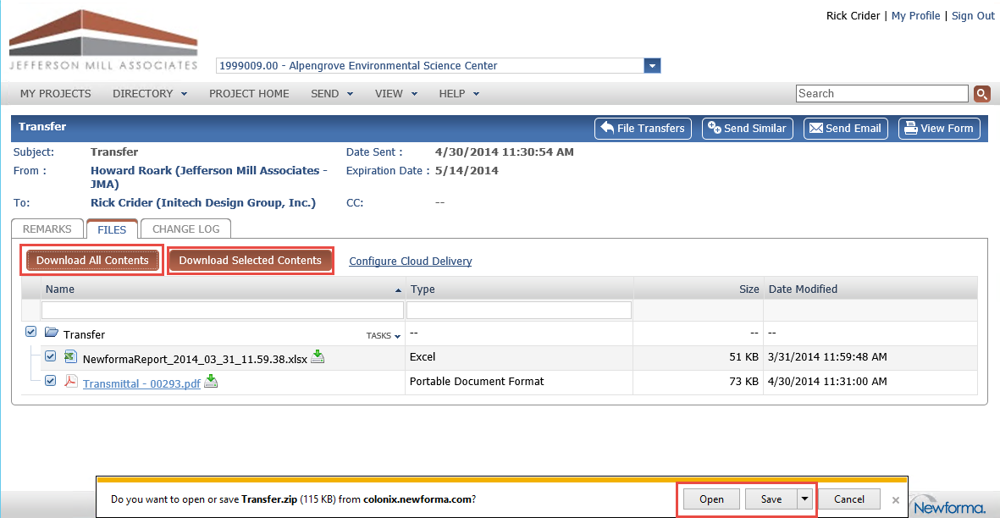 Rick Crider | My Profile | Sign Out
JEFFERSON MILL ASSOCIATES
1999009.00 - Alpengrove Environmental Science Center
MY PROJECTS DIRECTORY PROJECT HOME SEND VIEW HELP Search
Transfer File Transfers Send Similar Send Email View Form
Subject: Transfer Date Sent : 4/30/2014 11:30:54 AM
From : Howard Roark (Jefferson Mill Associates - Expiration Date : 5/14/2014
JMA)
To: Rick Crider (Initech Design Group, Inc.) CC: --
REMARKS FILES CHANGE LOG
Download All Contents Download Selected Contents Configure Cloud Delivery
Name Type Size Date Modified
Transfer TASKS -- -- --
NewformaReport_2014_03_31_11.59.38.xlsx Excel 51 KB 3/31/2014 11:59:48 AM
Transmittal - 00293.pdf Portable Document Format 73 KB 4/30/2014 11:31:00 AM
Do you want to open or save Transfer.zip (115 KB) from colonix.newforma.com? Open Save Cancel ×
Newforma.